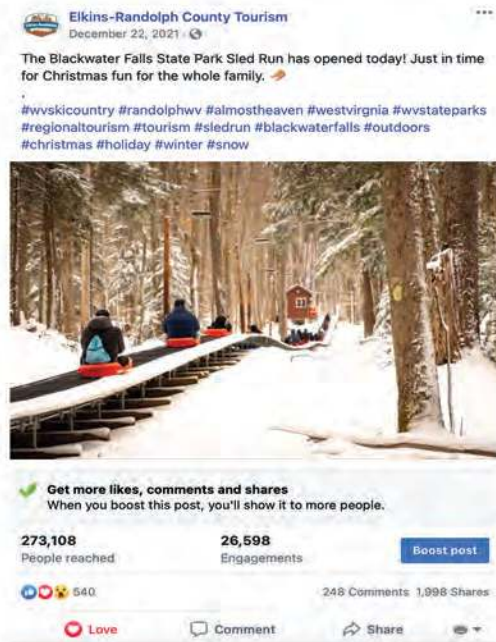 Elkins-Randolph County Tourism
December 22, 2021
The Blackwater Falls State Park Sled Run has opened today! Just in time
for Christmas fun for the whole family.
.
#wvskicountry #randolphwv #almostheaven #westvirgnia #wvstateparks
#regionaltourism #tourism #sledrun #blackwaterfalls #outdoors
#christmas #holiday #winter #snow
Get more likes, comments and shares
When you boost this post, you'll show it to more people.
273,108
People reached
26,598
Engagements
Boost post
540
248 Comments 1,998 Shares
Love
Comment
Share